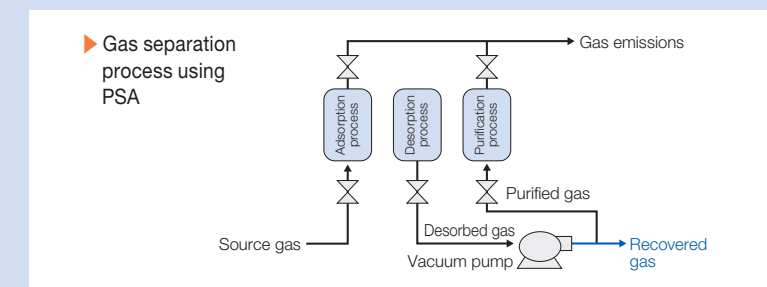 Gas separation
process using
PSA
Gas emissions
Adsorption
process
Desorption
process
Purification
process
Purified gas
Source gas
Desorbed gas
Vacuum pump
Recovered
gas